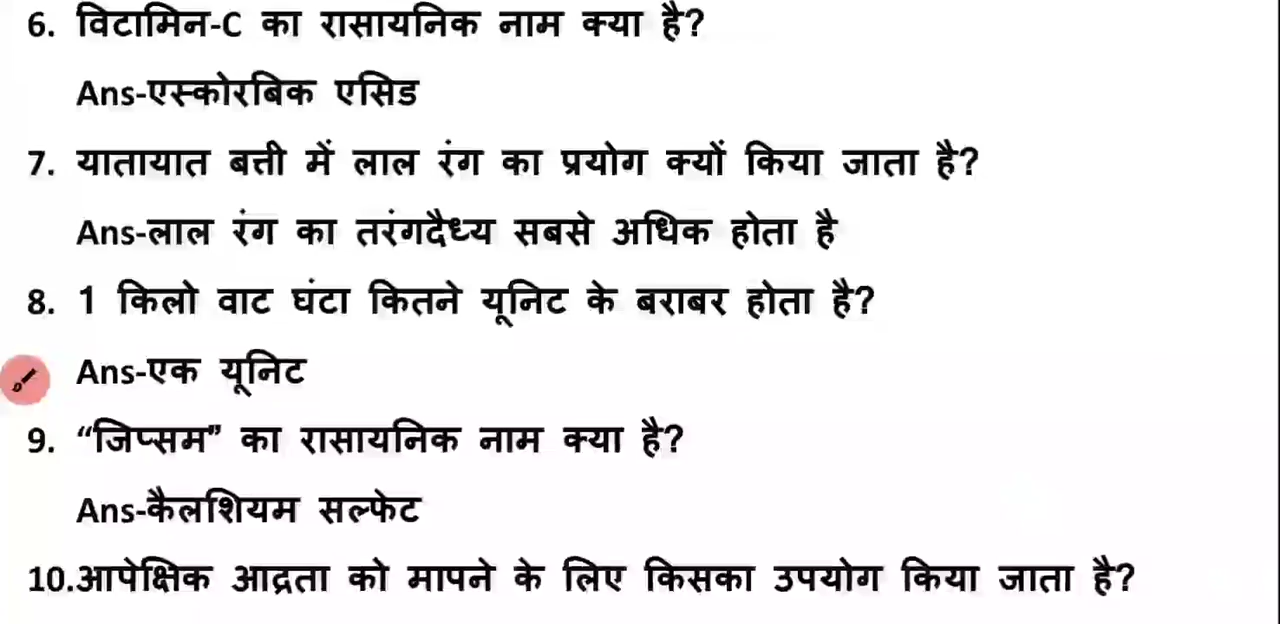 6. विटामिन-C का रासायनिक नाम क्या है?
Ans-एस्कोरबिक एसिड
7. यातायात बत्ती में लाल रंग का प्रयोग क्यों किया जाता है?
Ans-लाल रंग का तरंगदैध्य सबसे अधिक होता है
8. 1 किलो वाट घंटा कितने यूनिट के बराबर होता है?
Ans-एक यूनिट
9. “जिप्सम” का रासायनिक नाम क्या है?
Ans-कैलशियम सल्फेट
10.आपेक्षिक आद्रता को मापने के लिए किसका उपयोग किया जाता है?